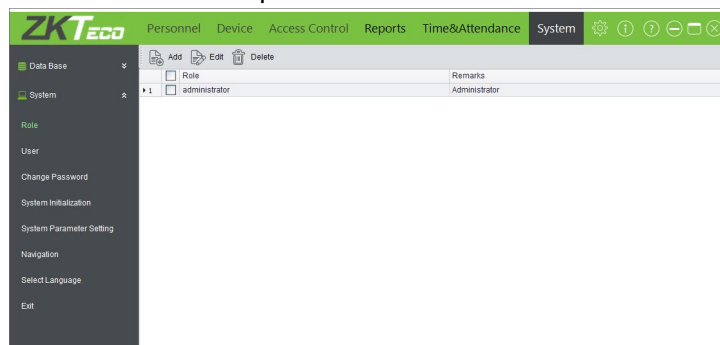 ZKTeco Personnel Device Access Control Reports Time&Attendance System
Data Base
Add Edit Delete
Role Remarks
System
1 administrator Administrator
Role
User
Change Password
System Initialization
System Parameter Setting
Navigation
Select Language
Exit